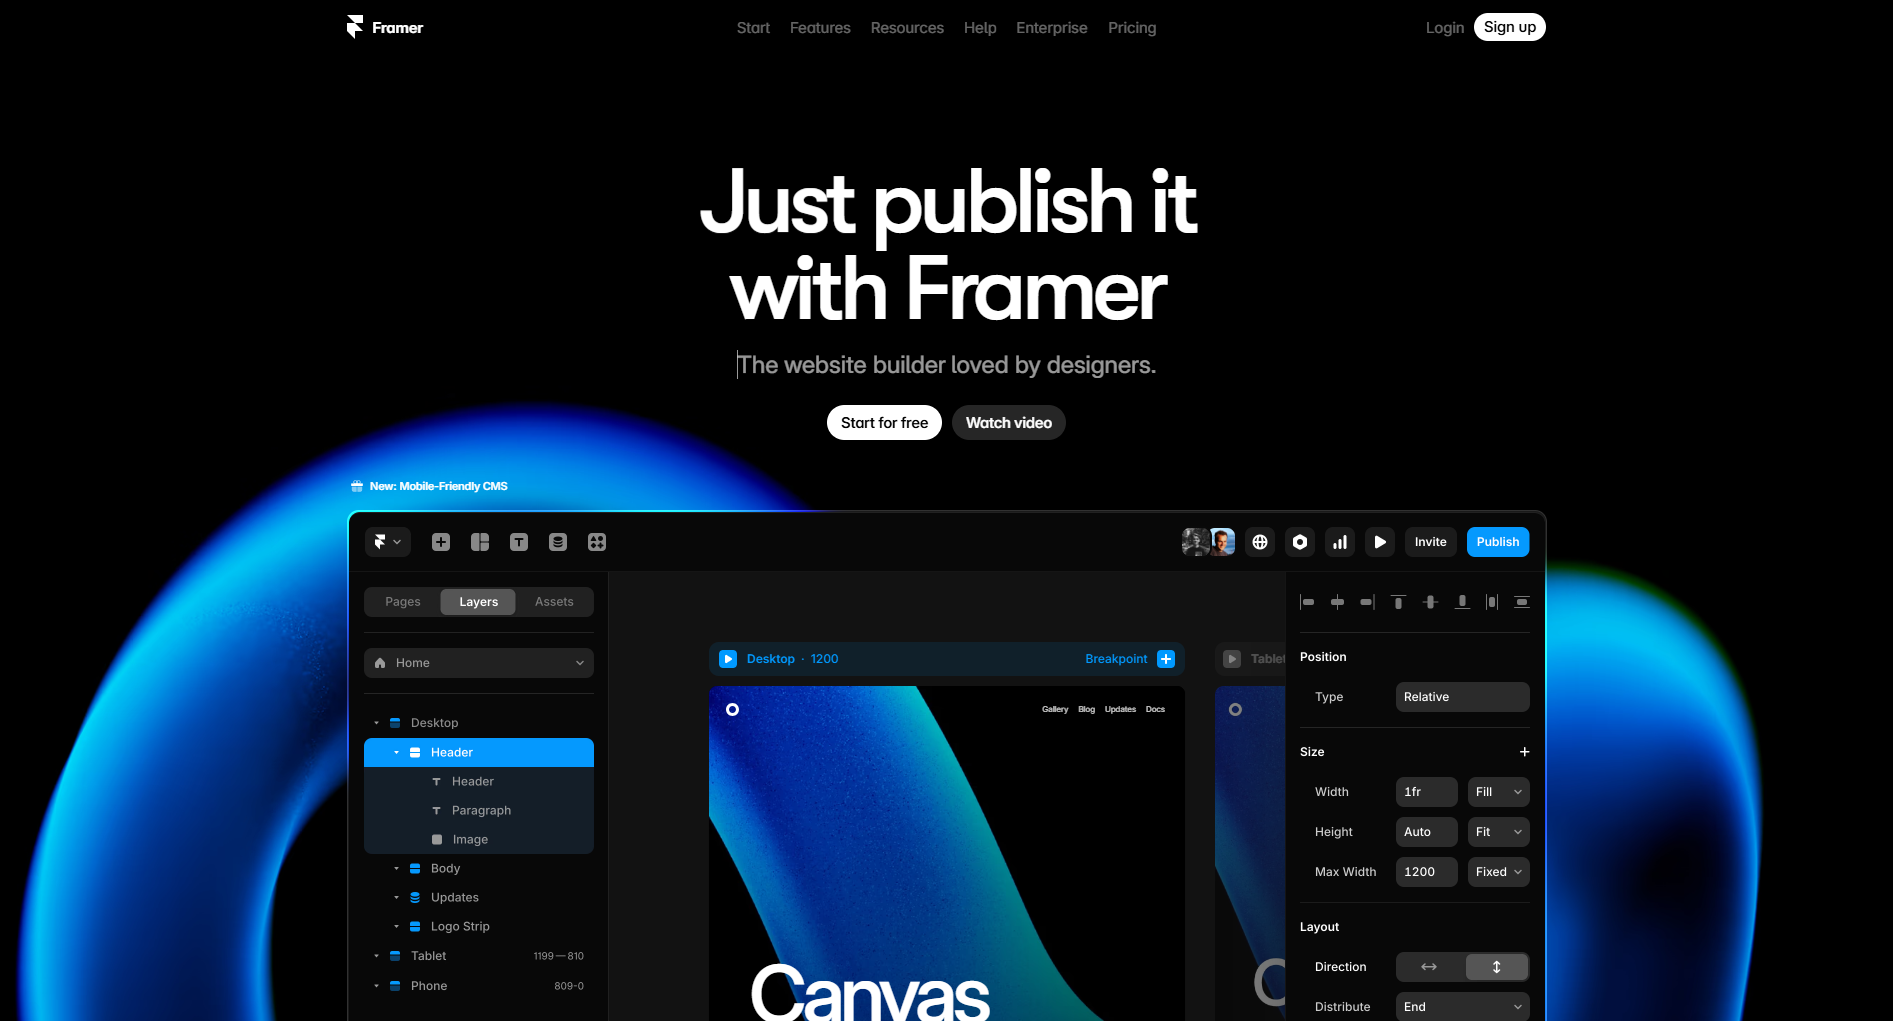 Framer
Start Features Resources Help Enterprise Pricing
Login Sign up
Just publish it
with Framer
The website builder loved by designers.
Start for free Watch video
New: Mobile-Friendly CMS
Invite Publish
Pages Layers Assets
Home
Desktop
Header
Header
Paragraph
Image
Body
Updates
Logo Strip
Tablet 1199—810
Phone 809-0
Desktop · 1200 Breakpoint
Gallery Blog Updates Docs
Canvas
Tablet
C
Position
Type Relative
Size
Width 1fr Fill
Height Auto Fit
Max Width 1200 Fixed
Layout
Direction
Distribute End